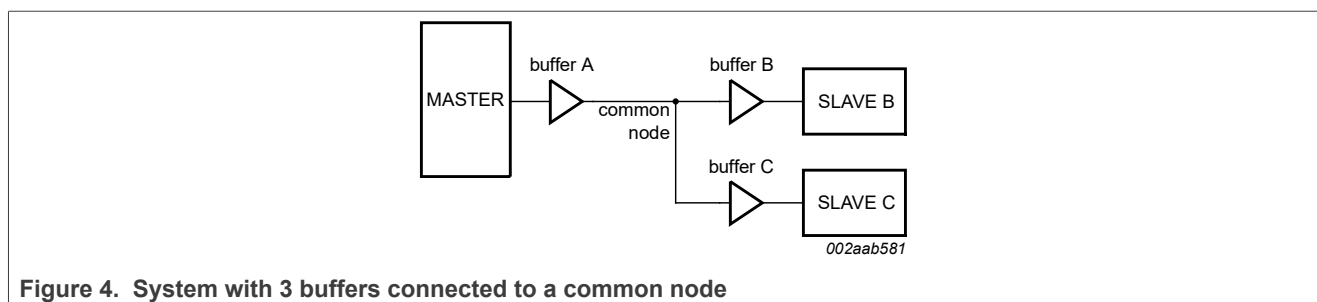 buffer A
buffer B
MASTER
SLAVE B
common
node
buffer C
SLAVE C
002aab581
Figure 4. System with 3 buffers connected to a common node